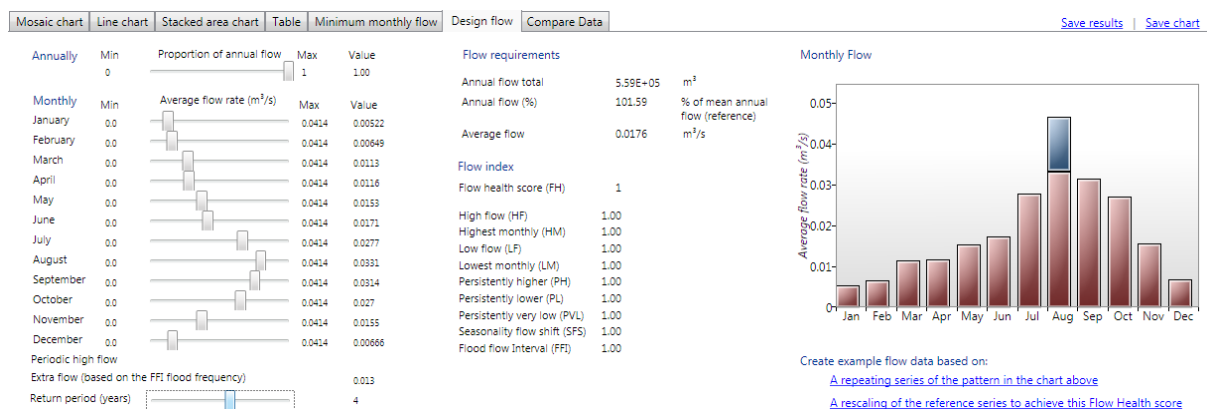 Mosaic chart Line chart Stacked area chart Table Minimum monthly flow Design flow Compare Data Save results | Save chart
Annually Min Proportion of annual flow Max Value
0 1 1.00
Monthly Min Average flow rate (m³/s) Max Value
January 0.0 0.0414 0.00522
February 0.0 0.0414 0.00649
March 0.0 0.0414 0.0113
April 0.0 0.0414 0.0116
May 0.0 0.0414 0.0153
June 0.0 0.0414 0.0171
July 0.0 0.0414 0.0277
August 0.0 0.0414 0.0331
September 0.0 0.0414 0.0314
October 0.0 0.0414 0.027
November 0.0 0.0414 0.0155
December 0.0 0.0414 0.00666
Periodic high flow
Extra flow (based on the FFI flood frequency) 0.013
Return period (years) 4
Flow requirements
Annual flow total 5.59E+05 m³
Annual flow (%) 101.59 % of mean annual
flow (reference)
Average flow 0.0176 m³/s
Flow index
Flow health score (FH) 1
High flow (HF) 1.00
Highest monthly (HM) 1.00
Low flow (LF) 1.00
Lowest monthly (LM) 1.00
Persistently higher (PH) 1.00
Persistently lower (PL) 1.00
Persistently very low (PVL) 1.00
Seasonality flow shift (SFS) 1.00
Flood flow Interval (FFI) 1.00
Monthly Flow
Average flow rate (m³/s)
0.05
0.04
0.03
0.02
0.01
0
Jan Feb Mar Apr May Jun Jul Aug Sep Oct Nov Dec
Create example flow data based on:
A repeating series of the pattern in the chart above
A rescaling of the reference series to achieve this Flow Health score